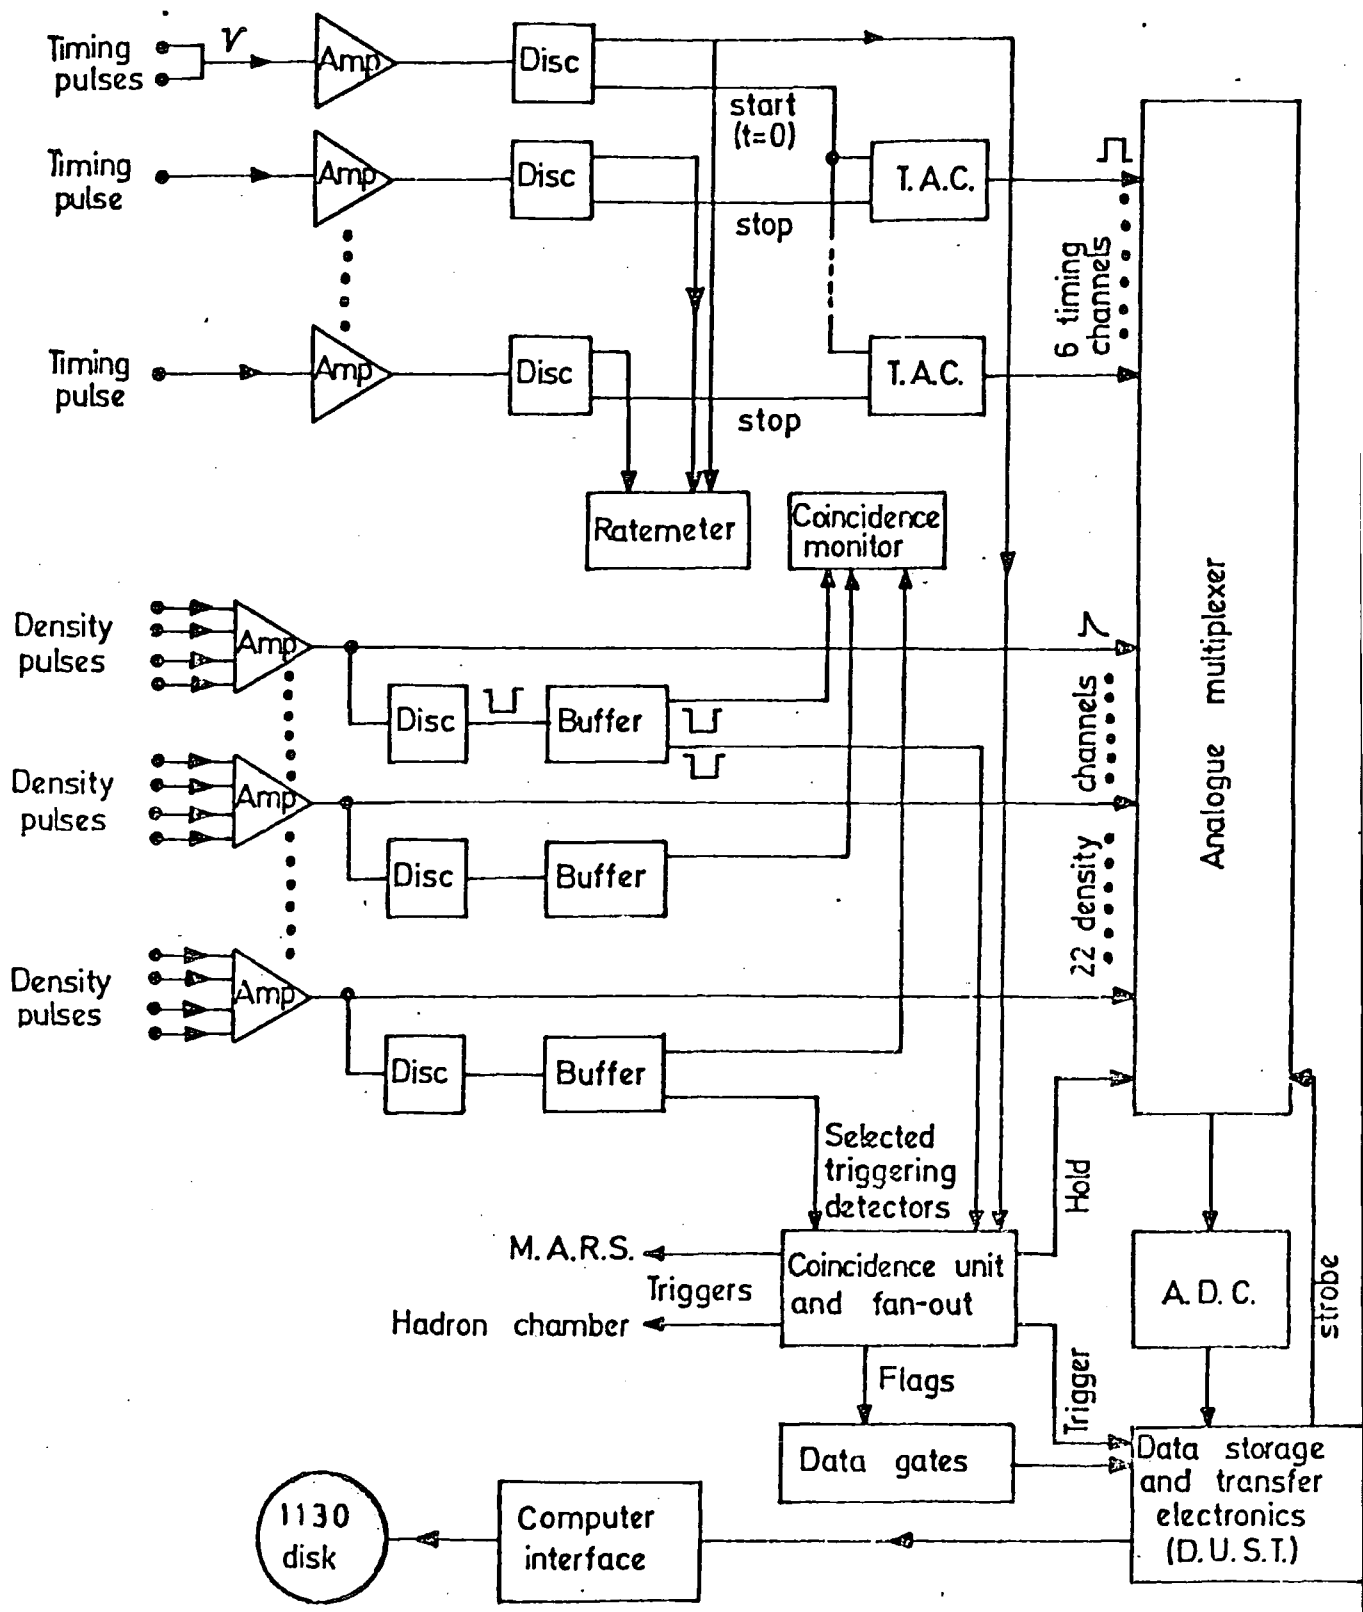 Timing
pulses
Amp
Disc
start
(t=0)
Timing
pulse
Amp
Disc
stop
T.A.C.
6 timing
channels
Timing
pulse
Amp
Disc
stop
T.A.C.
Ratemeter
Coincidence
monitor
Density
pulses
Amp
Disc
Buffer
Density
pulses
Amp
Disc
Buffer
22 density channels
Analogue multiplexer
Density
pulses
Amp
Disc
Buffer
Selected
triggering
detectors
Hold
M.A.R.S.
Triggers
Hadron chamber
Coincidence unit
and fan-out
A.D.C.
strobe
Flags
Trigger
Data gates
Data storage
and transfer
electronics
(D.U.S.T.)
Computer
interface
1130
disk